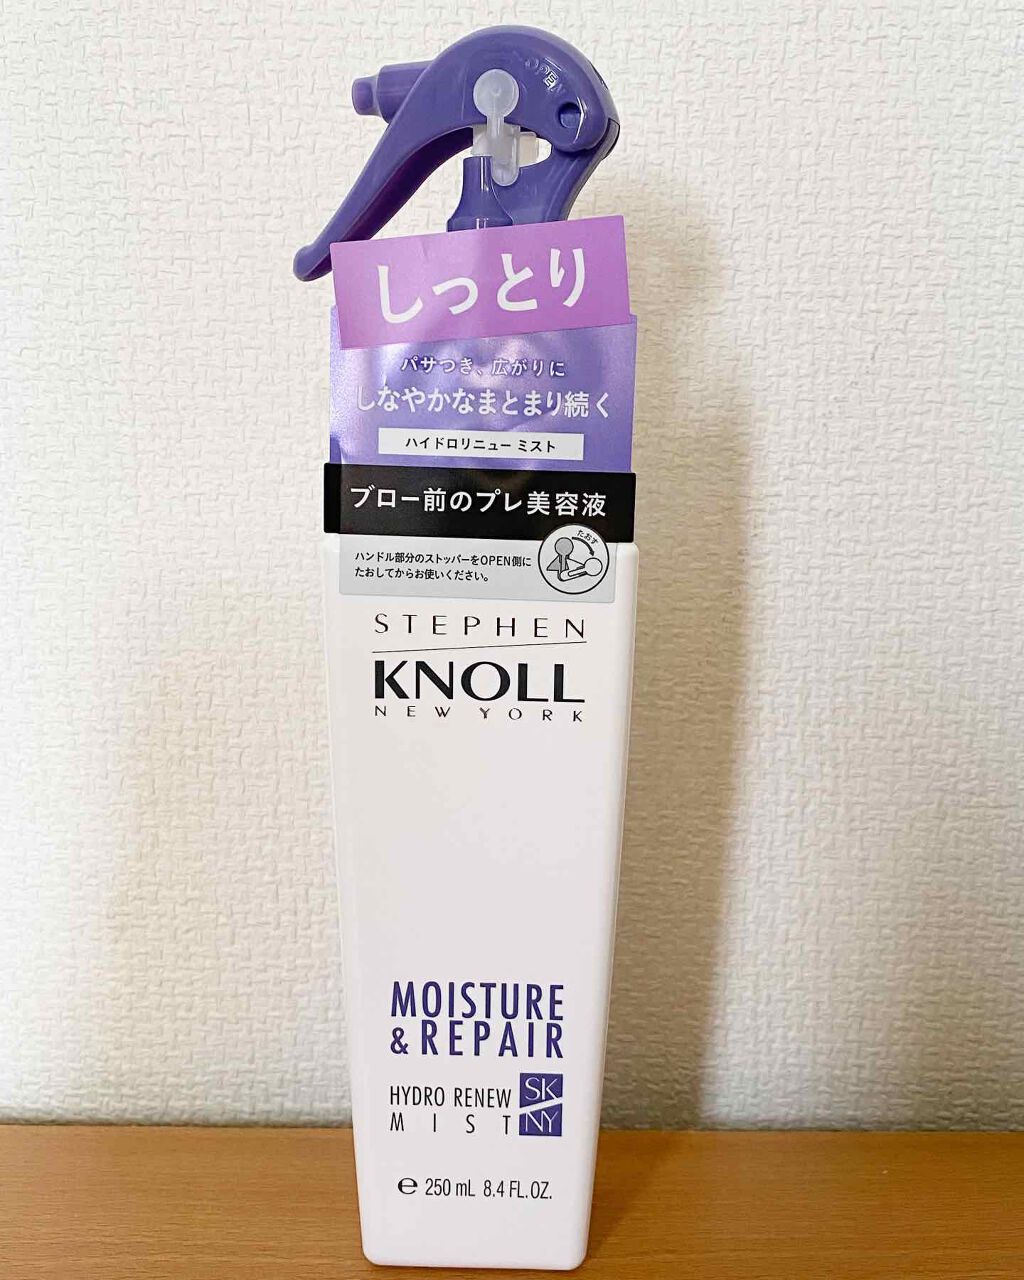 OPEN
しっとり
パサつき、広がりに
しなやかなまとまり続く
ハイドロリニュー ミスト
ブロー前のプレ美容液
ハンドル部分のストッパーをOPEN側に
たおしてからお使いください。
たおす
STEPHEN
KNOLL
NEW YORK
MOISTURE
& REPAIR
HYDRO RENEW
MIST
SK
NY
℮ 250 mL 8.4 FL.OZ.